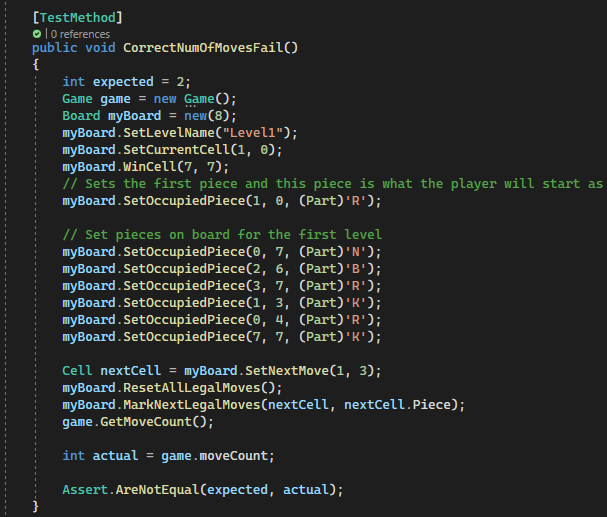 [TestMethod]
| 0 references
public void CorrectNumOfMovesFail()
{
int expected = 2;
Game game = new Game();
Board myBoard = new(8);
myBoard.SetLevelName("Level1");
myBoard.SetCurrentCell(1, 0);
myBoard.WinCell(7, 7);
// Sets the first piece and this piece is what the player will start as
myBoard.SetOccupiedPiece(1, 0, (Part)'R');
// Set pieces on board for the first level
myBoard.SetOccupiedPiece(0, 7, (Part)'N');
myBoard.SetOccupiedPiece(2, 6, (Part)'B');
myBoard.SetOccupiedPiece(3, 7, (Part)'R');
myBoard.SetOccupiedPiece(1, 3, (Part)'K');
myBoard.SetOccupiedPiece(0, 4, (Part)'R');
myBoard.SetOccupiedPiece(7, 7, (Part)'K');
Cell nextCell = myBoard.SetNextMove(1, 3);
myBoard.ResetAllLegalMoves();
myBoard.MarkNextLegalMoves(nextCell, nextCell.Piece);
game.GetMoveCount();
int actual = game.moveCount;
Assert.AreNotEqual(expected, actual);
}